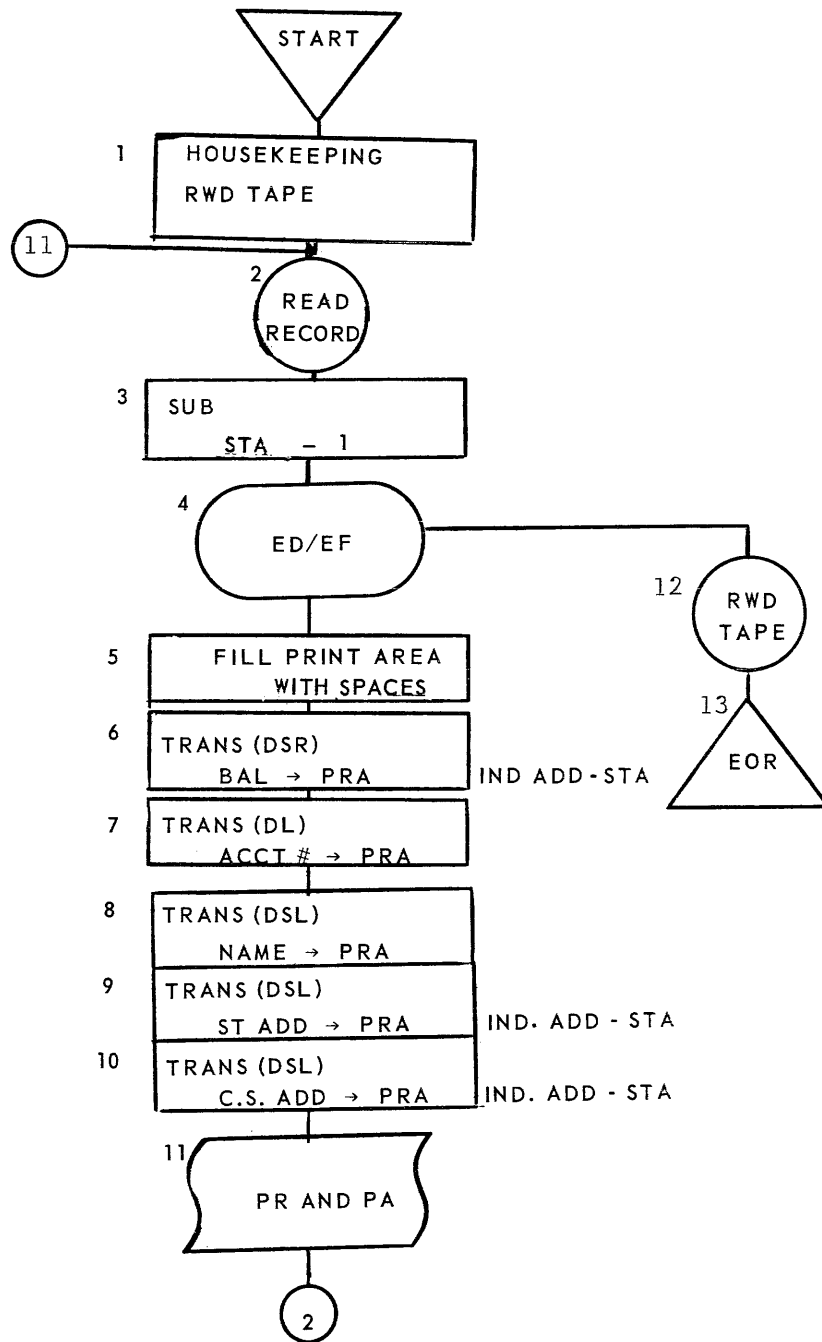 START
1
HOUSEKEEPING
RWD TAPE
11
2
READ
RECORD
3
SUB
STA - 1
4
ED/EF
12
RWD
TAPE
13
EOR
5
FILL PRINT AREA
WITH SPACES
6
TRANS (DSR)
BAL → PRA IND ADD - STA
7
TRANS (DL)
ACCT # → PRA
8
TRANS (DSL)
NAME → PRA
9
TRANS (DSL)
ST ADD → PRA IND. ADD - STA
10
TRANS (DSL)
C.S. ADD → PRA IND. ADD - STA
11
PR AND PA
2